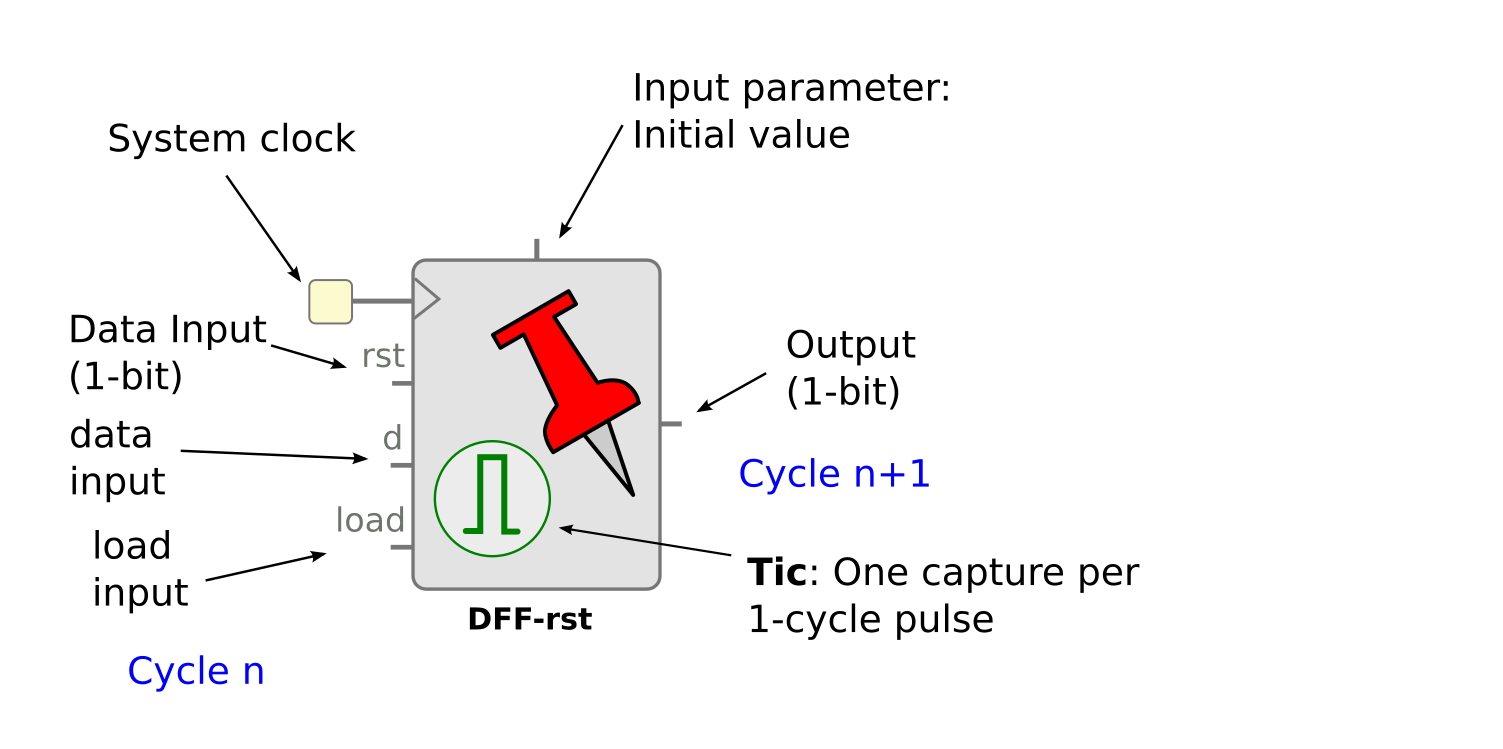 Input parameter:
Initial value
System clock
Data Input
(1-bit)
rst
data
input
d
load
input
load
Output
(1-bit)
Cycle n+1
Tic: One capture per
1-cycle pulse
DFF-rst
Cycle n